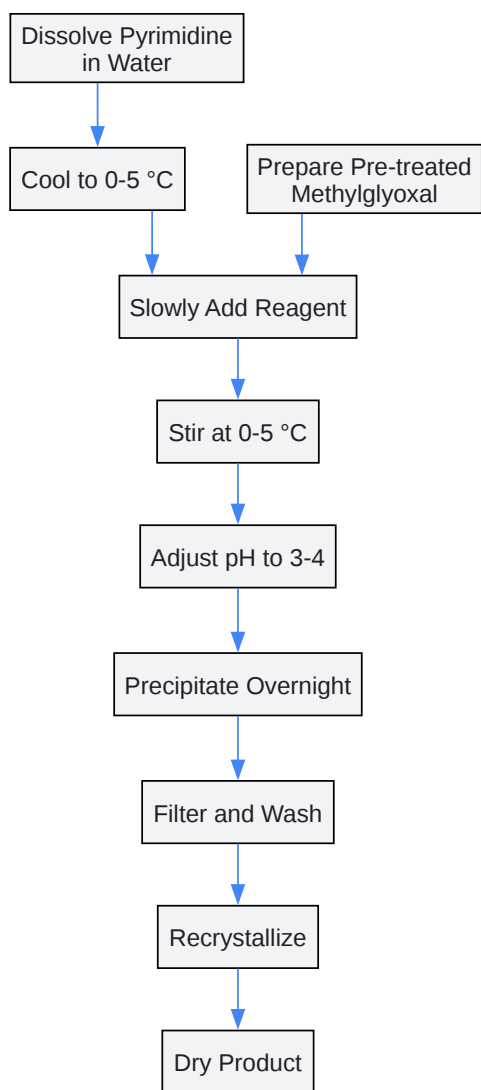 Dissolve Pyrimidine
in Water
Cool to 0-5 °C
Prepare Pre-treated
Methylglyoxal
Slowly Add Reagent
Stir at 0-5 °C
Adjust pH to 3-4
Precipitate Overnight
Filter and Wash
Recrystallize
Dry Product